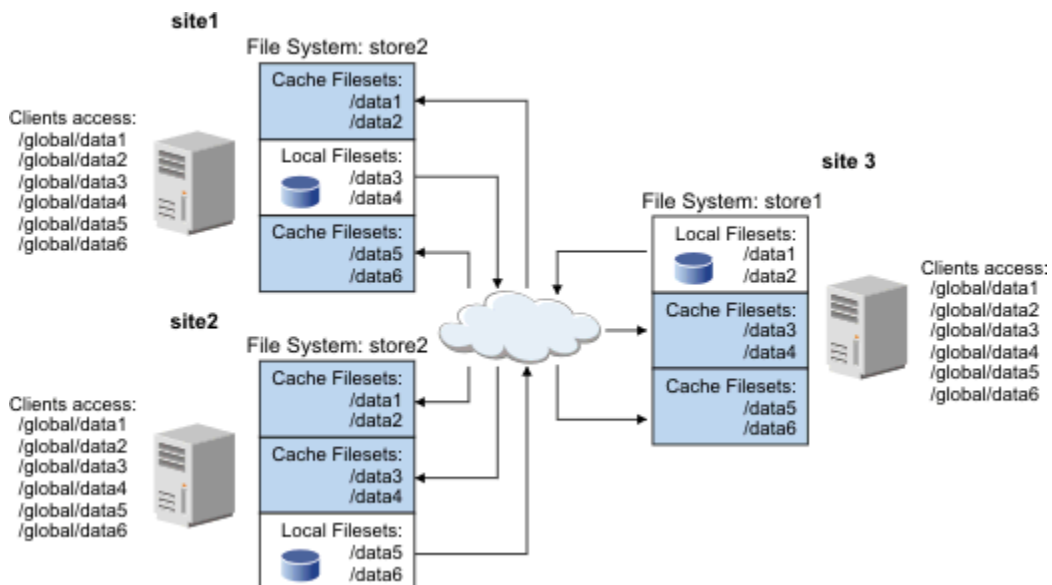 site1
File System: store2
Cache Filesets:
/data1
/data2
Local Filesets:
/data3
/data4
Cache Filesets:
/data5
/data6
Clients access:
/global/data1
/global/data2
/global/data3
/global/data4
/global/data5
/global/data6
site2
File System: store2
Cache Filesets:
/data1
/data2
Cache Filesets:
/data3
/data4
Local Filesets:
/data5
/data6
Clients access:
/global/data1
/global/data2
/global/data3
/global/data4
/global/data5
/global/data6
site 3
File System: store1
Local Filesets:
/data1
/data2
Cache Filesets:
/data3
/data4
Cache Filesets:
/data5
/data6
Clients access:
/global/data1
/global/data2
/global/data3
/global/data4
/global/data5
/global/data6